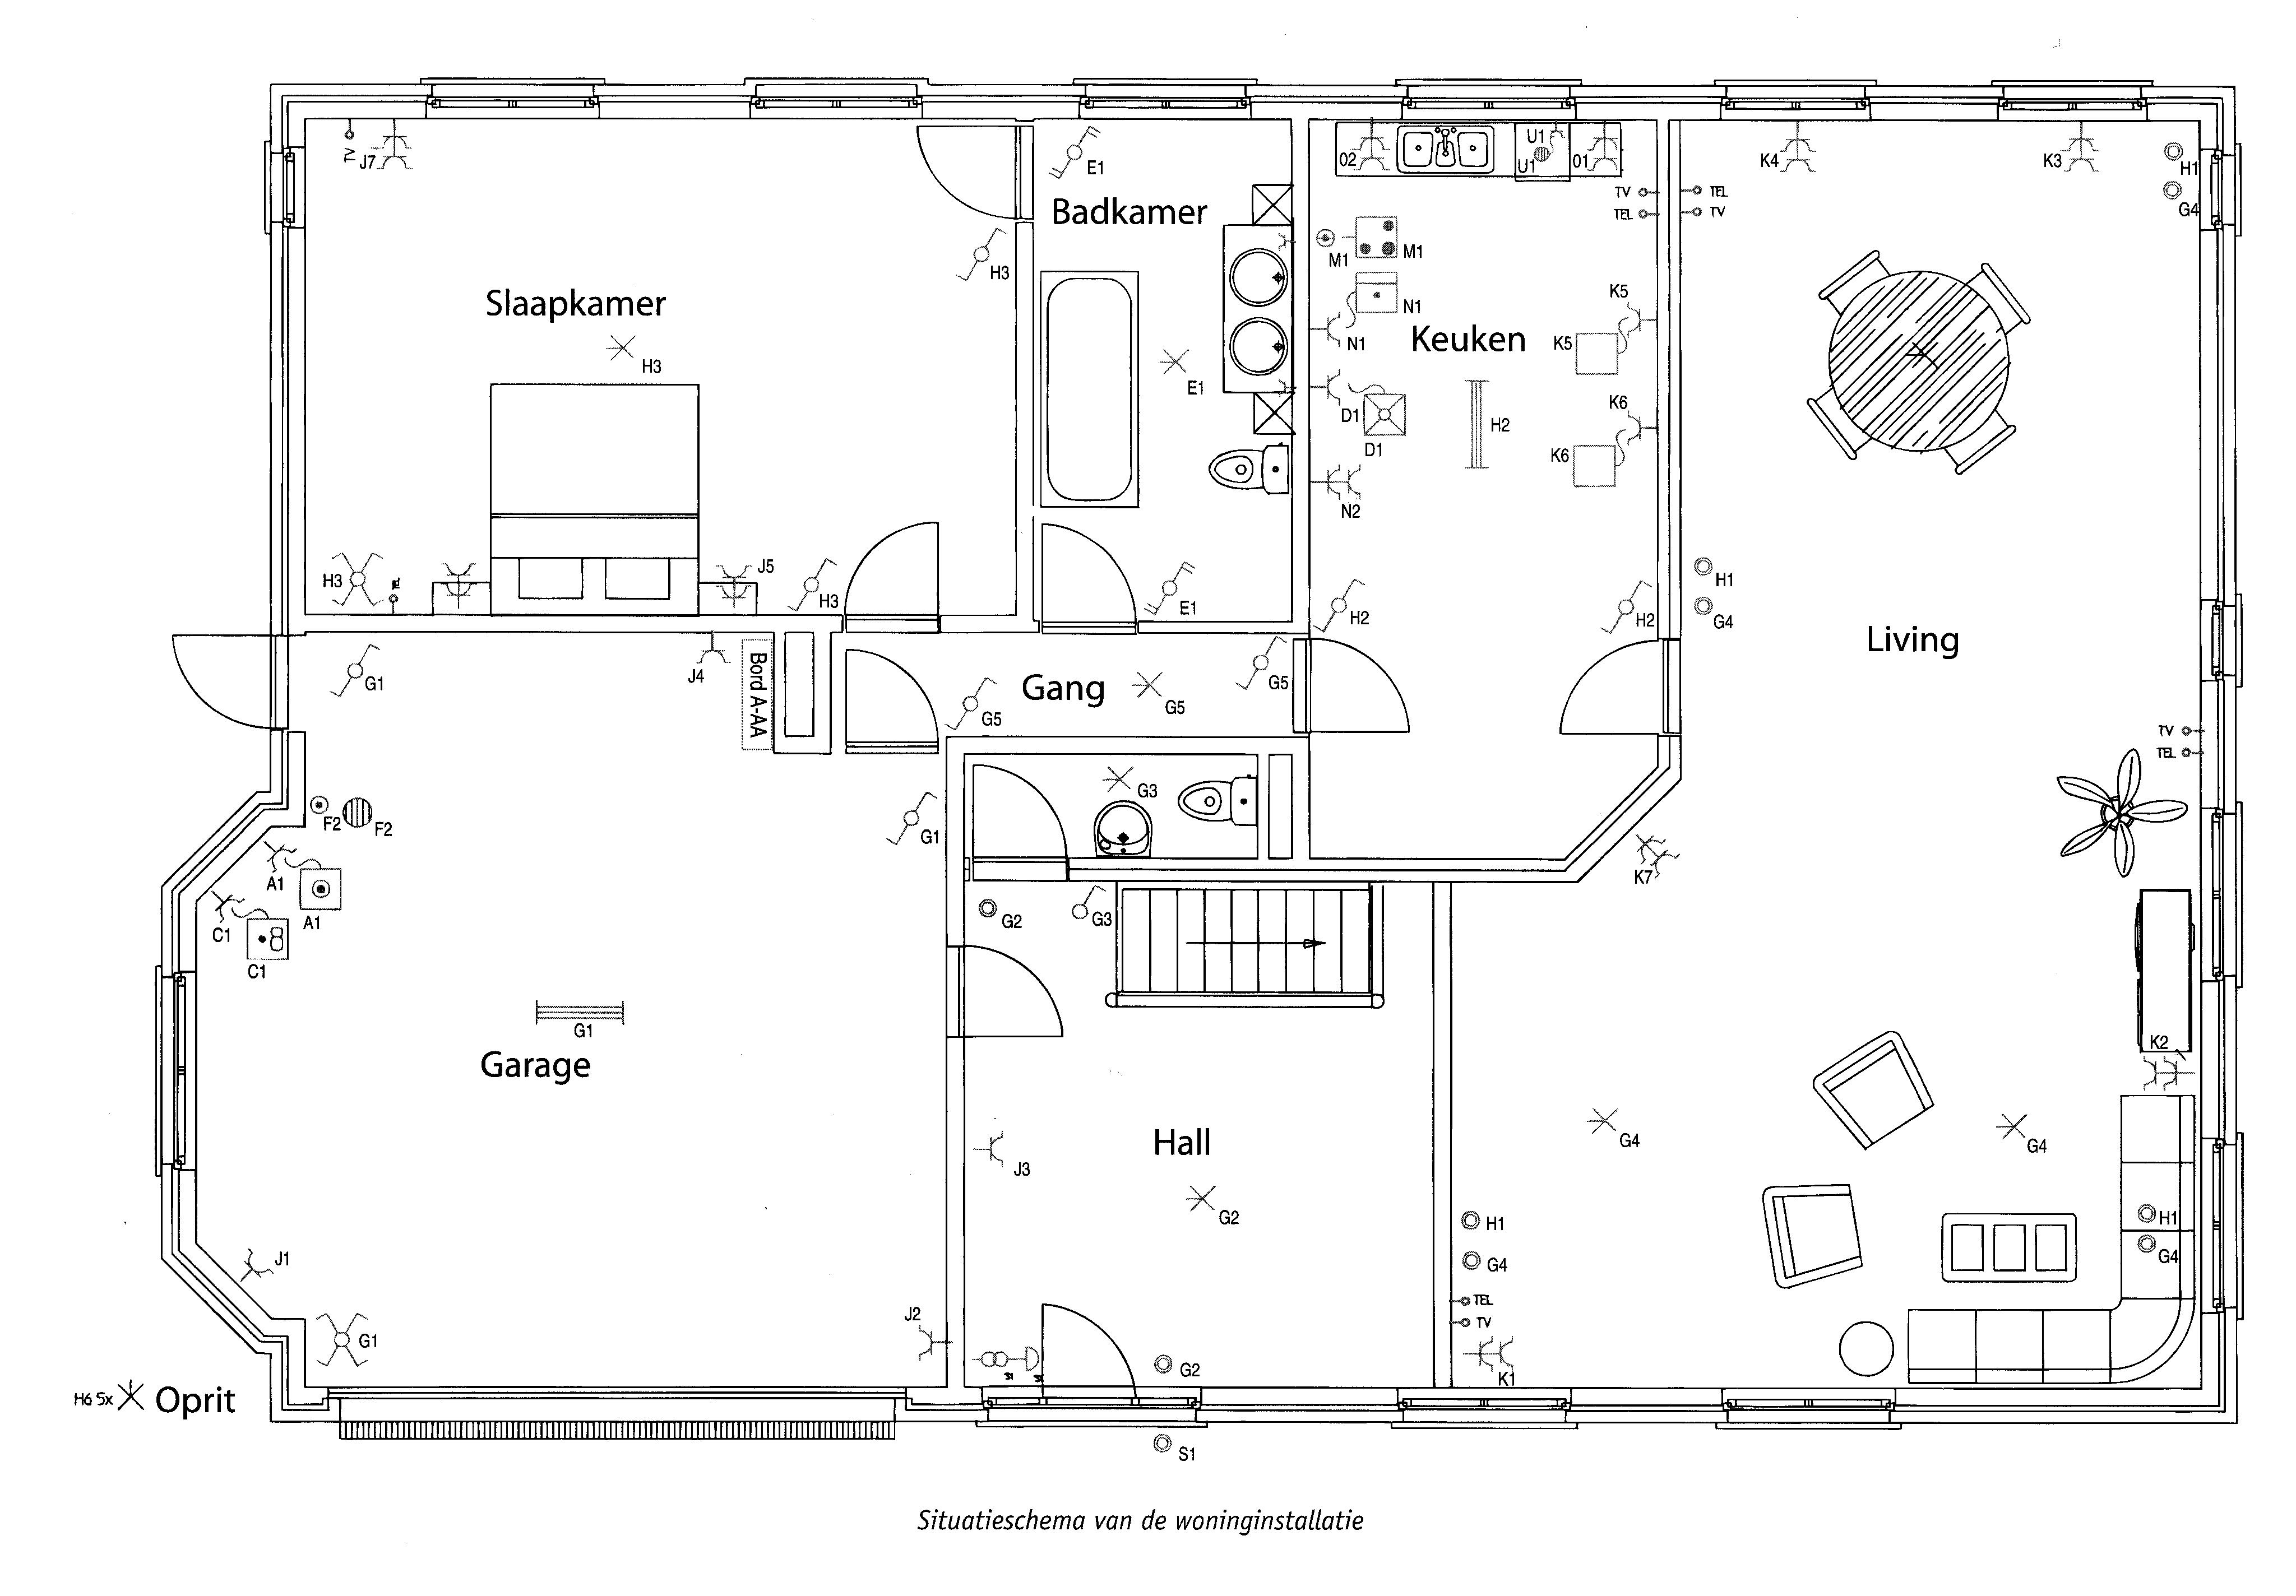 TV
J7
E1
Badkamer
O2
U1
U1
O1
K4
K3
H1
G4
TV
TEL
TEL
TV
H3
M1
M1
Slaapkamer
N1
K5
Keuken
N1
K5
H3
E1
K6
D1
H2
D1
K6
N2
H3
TEL
J5
H3
E1
H2
H2
H1
G4
Living
G1
J4
Bord A-AA
Gang
G5
G5
G5
TV
TEL
F2
F2
G3
G1
A1
K7
A1
C1
G2
G3
C1
G1
Garage
K2
Hall
J3
G4
G4
G2
H1
H1
G4
G4
J1
TEL
TV
J2
G1
G2
K1
S1
H6 5x
Oprit
S1
Situatieschema van de woninginstallatie